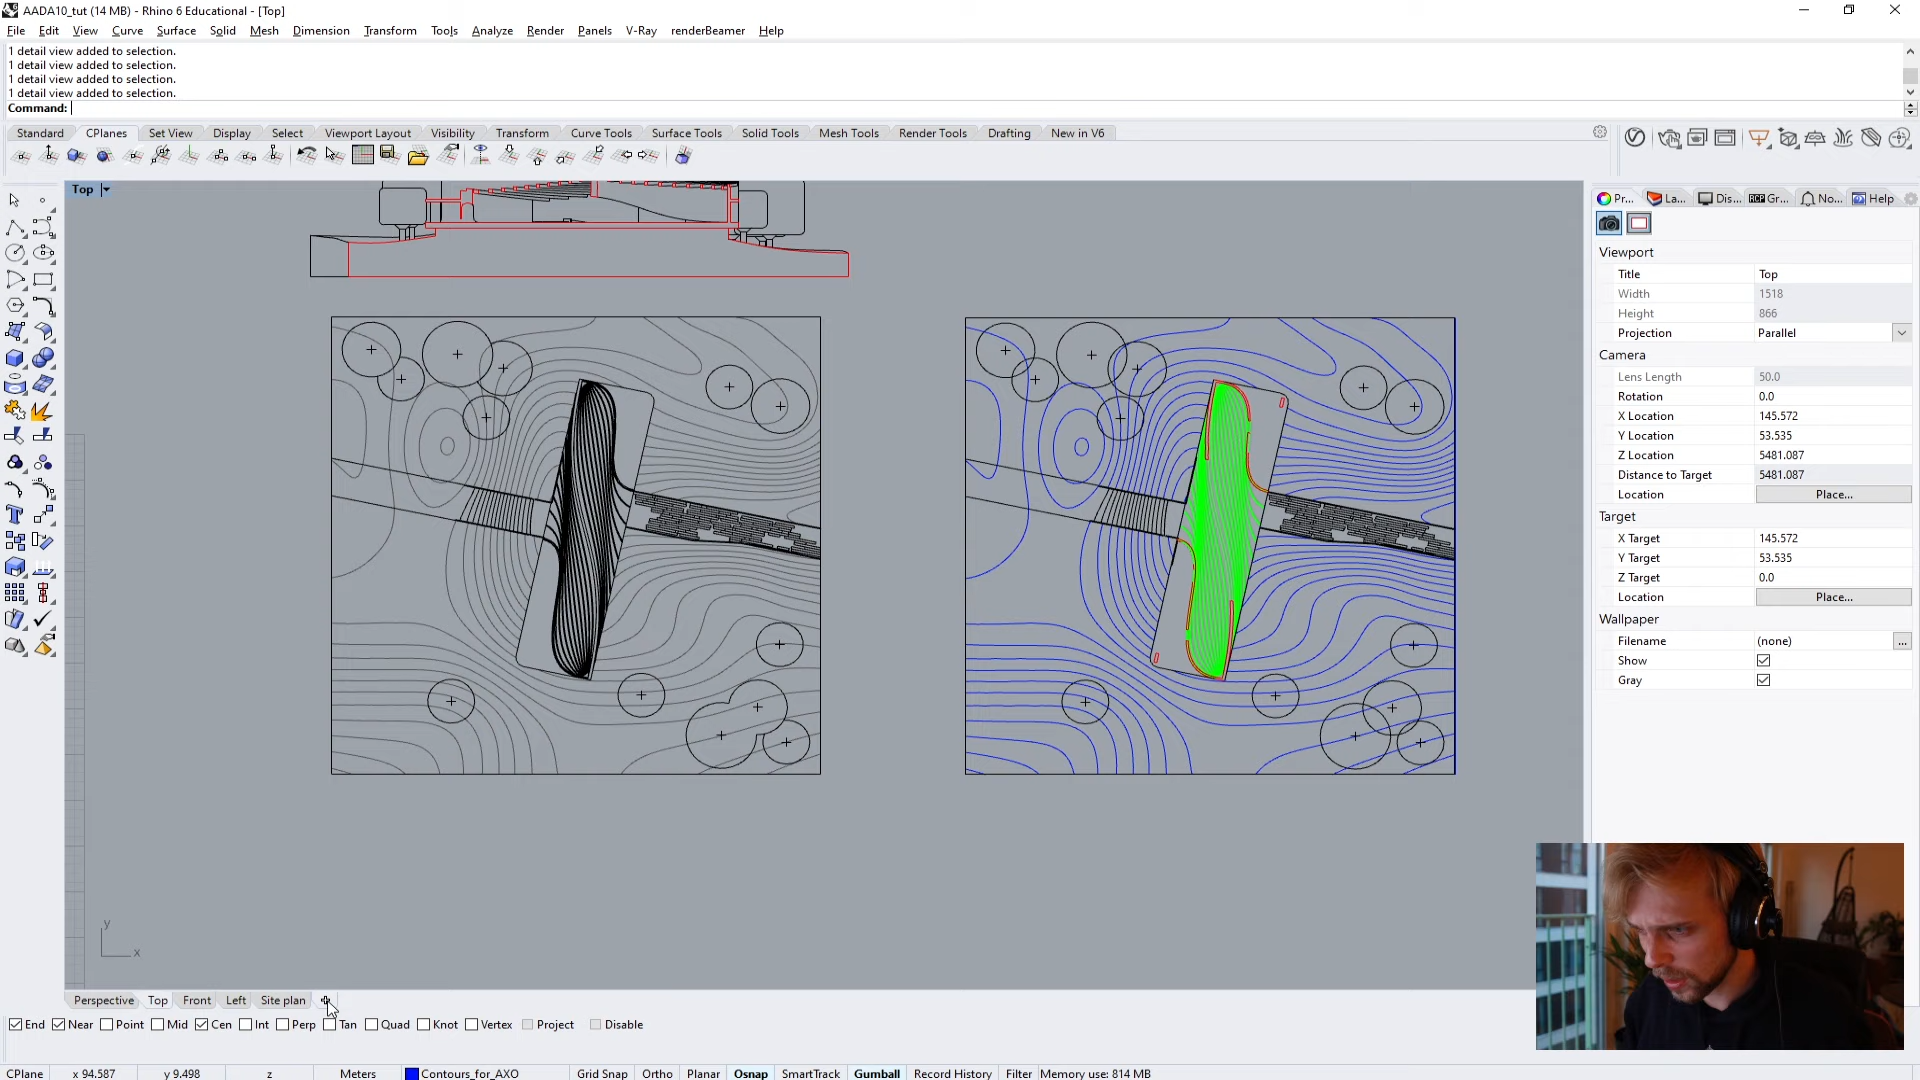 AADA10_tut (14 MB) - Rhino 6 Educational - [Top]
File Edit View Curve Surface Solid Mesh Dimension Transform Tools Analyze Render Panels V-Ray renderBeamer Help
1 detail view added to selection.
1 detail view added to selection.
1 detail view added to selection.
1 detail view added to selection.
Command:
Standard CPlanes Set View Display Select Viewport Layout Visibility Transform Curve Tools Surface Tools Solid Tools Mesh Tools Render Tools Drafting New in V6
Top
Pr... La... Dis... RCP Gr... No... Help
Viewport
Title Top
Width 1518
Height 866
Projection Parallel
Camera
Lens Length 50.0
Rotation 0.0
X Location 145.572
Y Location 53.535
Z Location 5481.087
Distance to Target 5481.087
Location Place...
Target
X Target 145.572
Y Target 53.535
Z Target 0.0
Location Place...
Wallpaper
Filename (none) ...
Show
Gray
y
x
Perspective Top Front Left Site plan
End Near Point Mid Cen Int Perp Tan Quad Knot Vertex Project Disable
CPlane x 94.587 y 9.498 z Meters Contours_for_AXO Grid Snap Ortho Planar Osnap SmartTrack Gumball Record History Filter Memory use: 814 MB